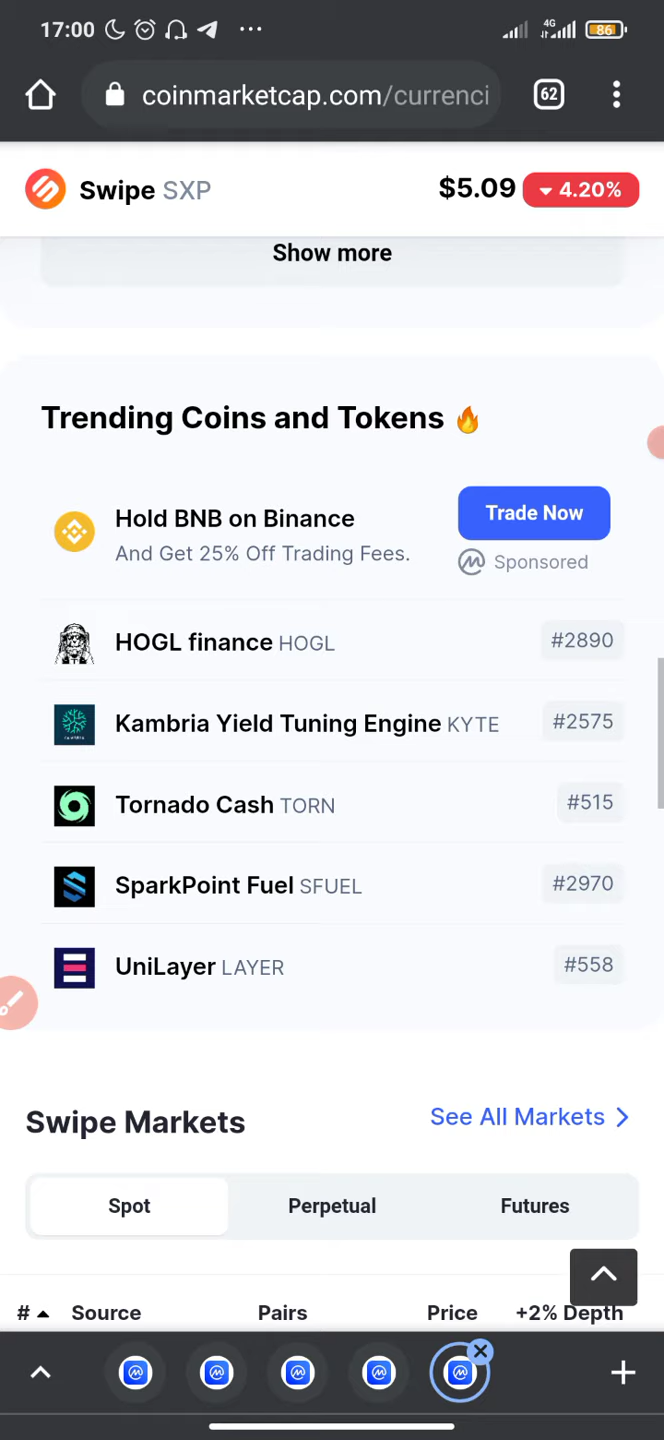 17:00 ... 4G 86
coinmarketcap.com/currenci 62
Swipe SXP $5.09 4.20%
Show more
Trending Coins and Tokens 🔥
Hold BNB on Binance Trade Now
And Get 25% Off Trading Fees. Sponsored
HOGL finance HOGL #2890
Kambria Yield Tuning Engine KYTE #2575
Tornado Cash TORN #515
SparkPoint Fuel SFUEL #2970
UniLayer LAYER #558
Swipe Markets See All Markets
Spot Perpetual Futures
# Source Pairs Price +2% Depth